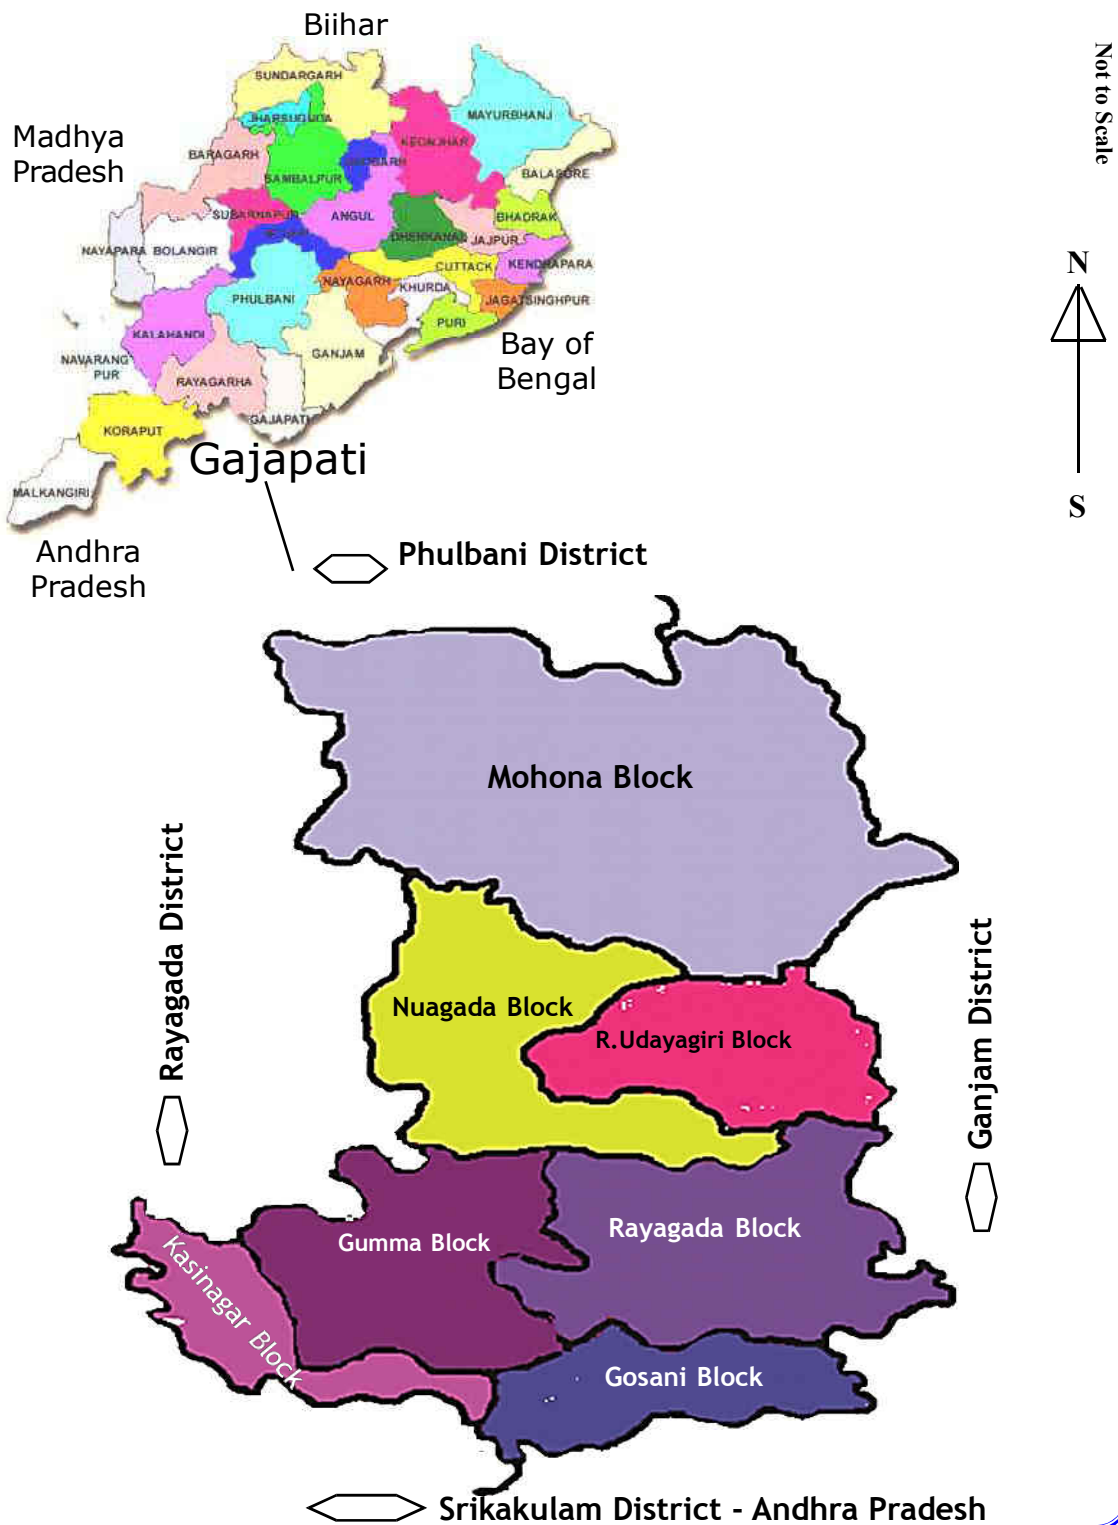 Biihar
Not to Scale
SUNDARGARH
JHARSUGUDA
MAYURBHANJ
Madhya
Pradesh
BARAGARH
KEONJHAR
SAMBALPUR
BALASORE
SUBARNAPUR
ANGUL
BHADRAK
DHENKANAL
JAJPUR
NAYAPARA
BOLANGIR
CUTTACK
KENDRAPARA
NAYAGARH
KHURDA
PHULBANI
JAGATSINGHPUR
PURI
KALAHANDI
GANJAM
Bay of
Bengal
NAVARANG
PUR
RAYAGARHA
GAJAPATI
KORAPUT
Gajapati
MALKANGIRI
N
S
Andhra
Pradesh
Phulbani District
Mohona Block
Rayagada District
Nuagada Block
R.Udayagiri Block
Ganjam District
Rayagada Block
Gumma Block
Kasinagar Block
Gosani Block
Srikakulam District - Andhra Pradesh